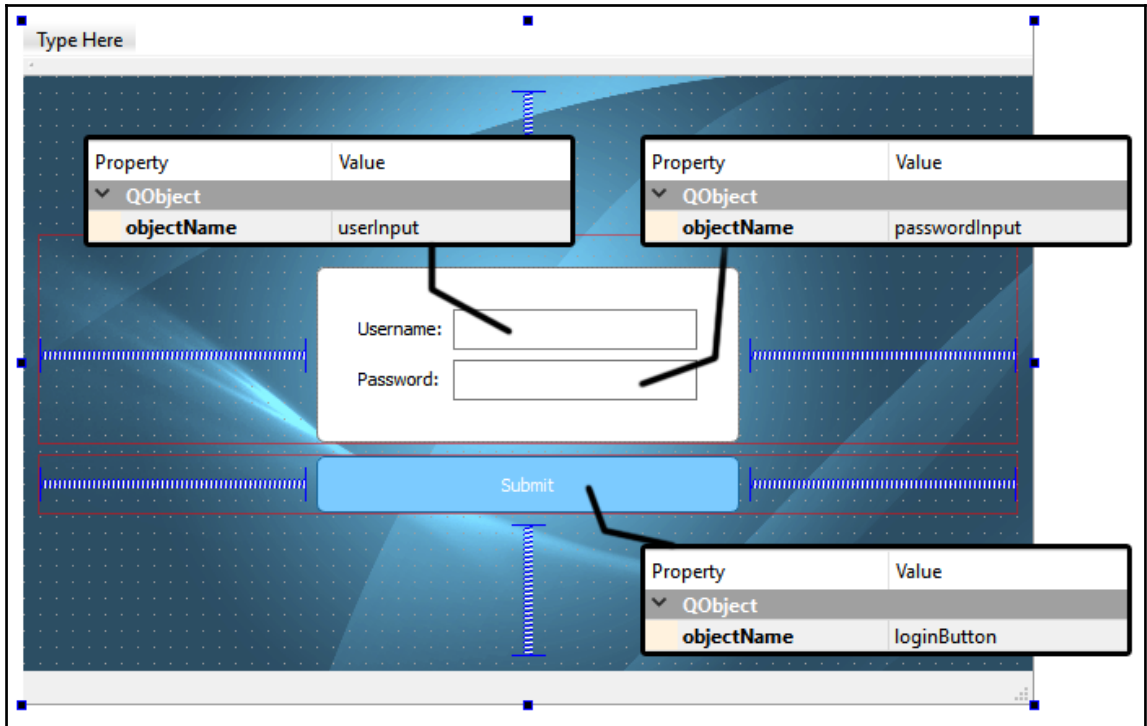 Type Here
Property Value
QObject
objectName userInput
Property Value
QObject
objectName passwordInput
Username:
Password:
Submit
Property Value
QObject
objectName loginButton